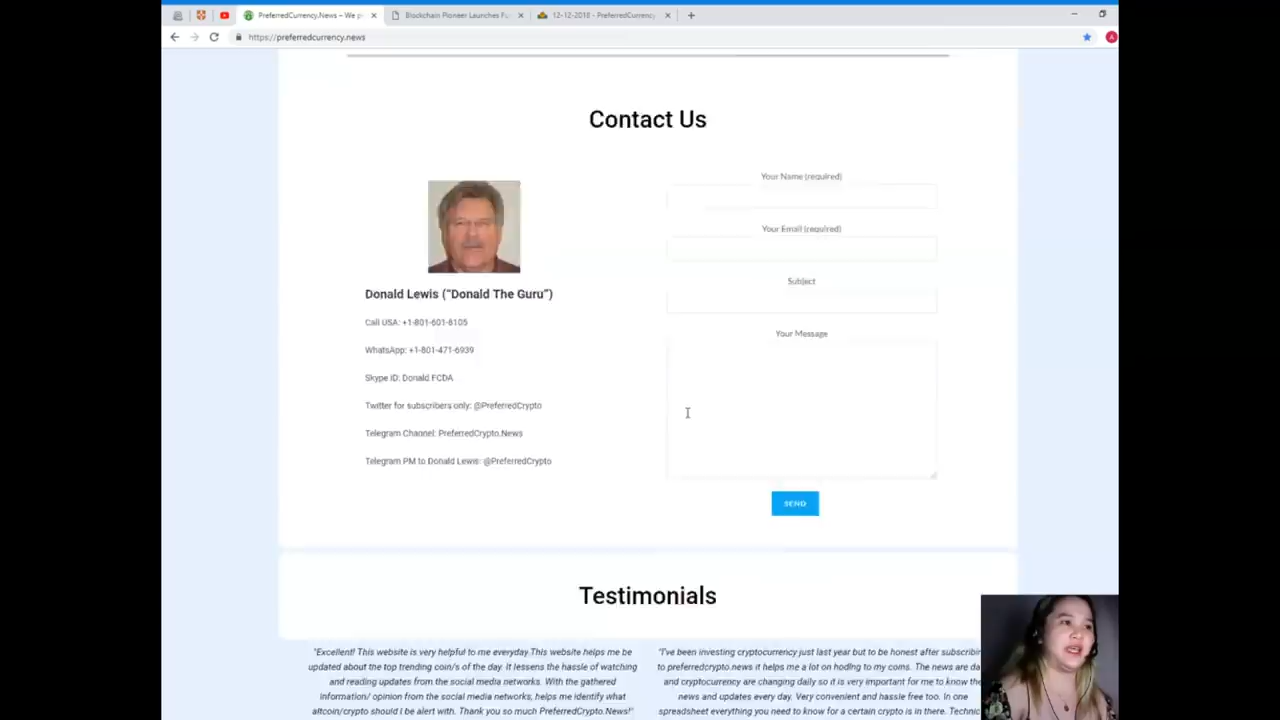 PreferredCurrency.News – We p
Blockchain Pioneer Launches Fu
12-12-2018 - PreferredCurrency
https://preferredcurrency.news
Contact Us
Donald Lewis ("Donald The Guru")
Call USA: +1-801-601-8105
WhatsApp: +1-801-471-6939
Skype ID: Donald.FCDA
Twitter for subscribers only: @PreferredCrypto
Telegram Channel: PreferredCrypto.News
Telegram PM to Donald Lewis: @PreferredCrypto
Your Name (required)
Your Email (required)
Subject
Your Message
SEND
Testimonials
"Excellent! This website is very helpful to me everyday.This website helps me be
updated about the top trending coin/s of the day. It lessens the hassle of watching
and reading updates from the social media networks. With the gathered
information/ opinion from the social media networks, helps me identify what
altcoin/crypto should I be alert with. Thank you so much PreferredCrypto.News!"
"I've been investing cryptocurrency just last year but to be honest after subscribin
to preferredcrypto.news it helps me a lot on hodlng to my coins. The news are da
and cryptocurrency are changing daily so it is very important for me to know the
news and updates every day. Very convenient and hassle free too. In one
spreadsheet everything you need to know for a certain crypto is in there. Technic